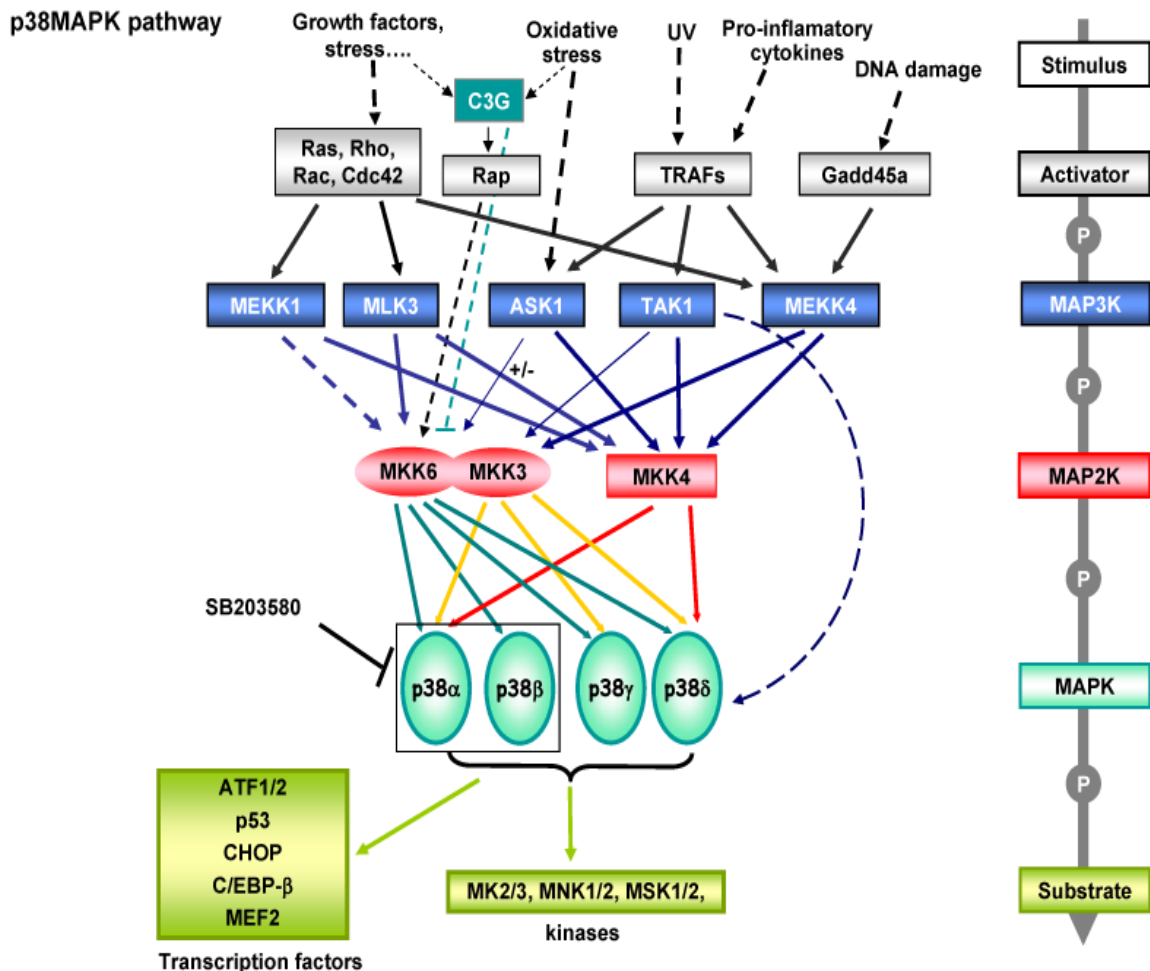 p38MAPK pathway
Growth factors,
stress....
Oxidative
stress
UV
Pro-inflamatory
cytokines
DNA damage
Stimulus
C3G
Ras, Rho,
Rac, Cdc42
Rap
TRAFs
Gadd45a
Activator
P
MEKK1
MLK3
ASK1
TAK1
MEKK4
MAP3K
+/-
P
MKK6
MKK3
MKK4
MAP2K
P
SB203580
p38α
p38β
p38γ
p38δ
MAPK
P
ATF1/2
p53
CHOP
C/EBP-β
MEF2
Transcription factors
MK2/3, MNK1/2, MSK1/2,
kinases
Substrate